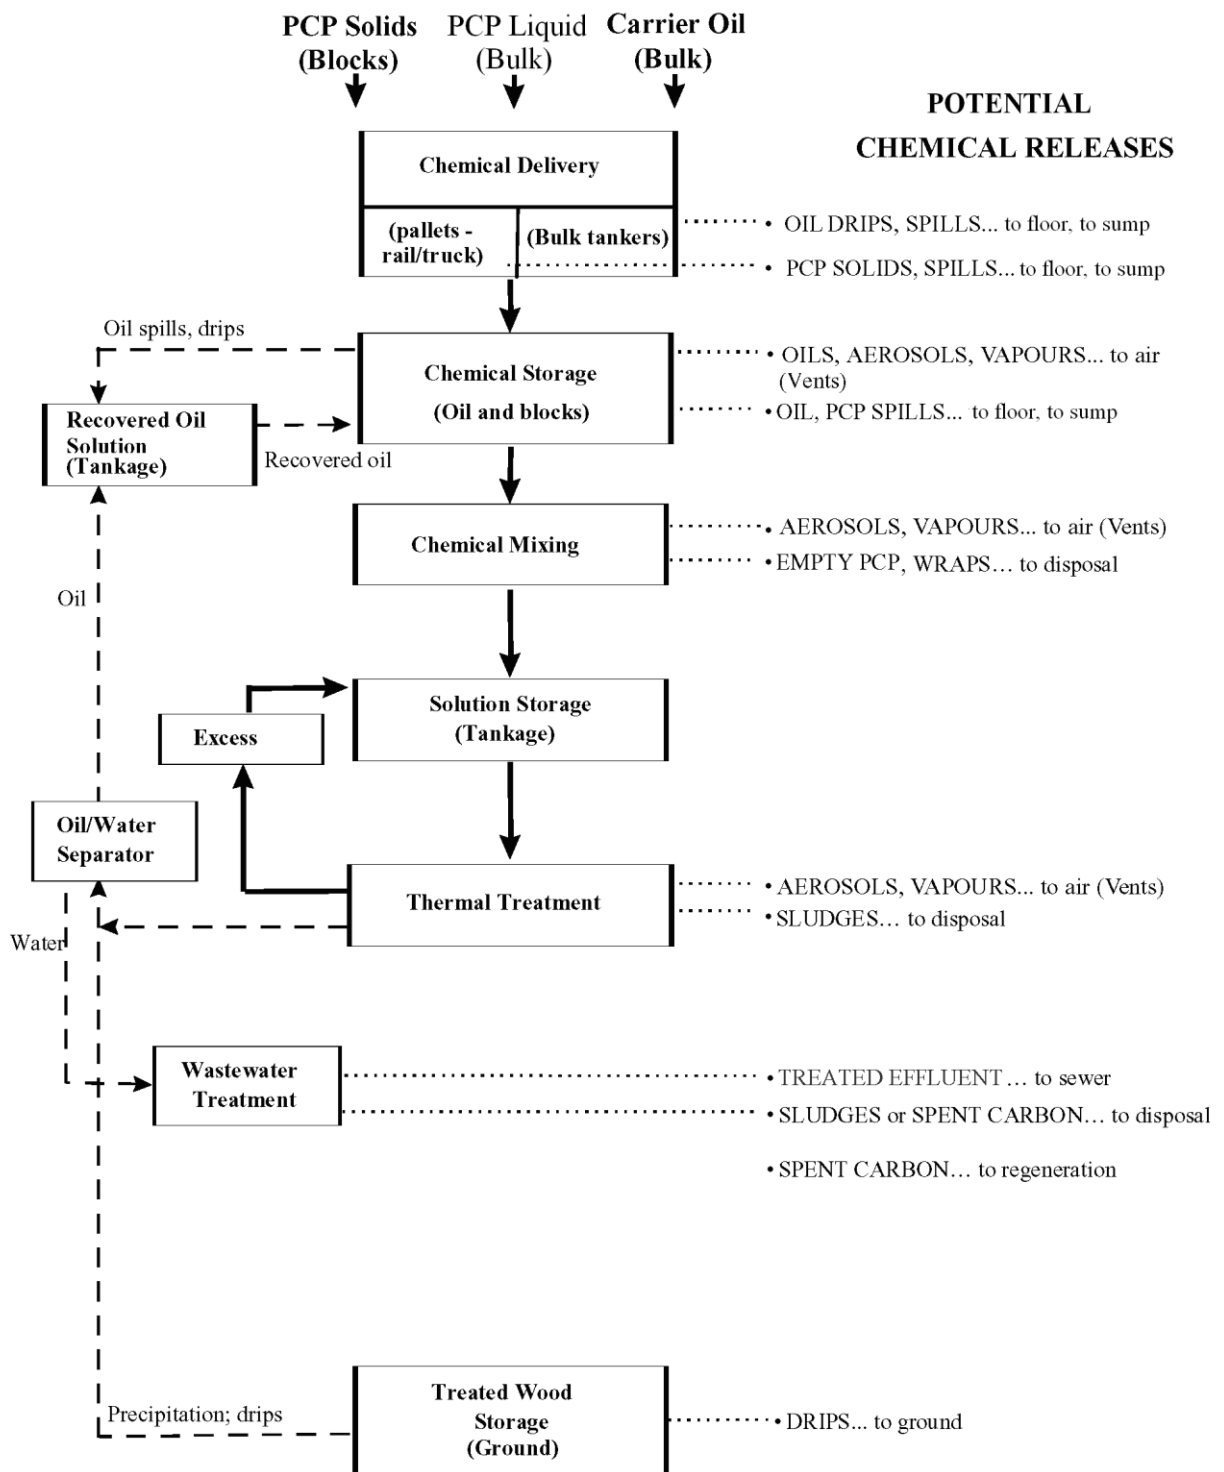 PCP Solids
(Blocks)
PCP Liquid
(Bulk)
Carrier Oil
(Bulk)
POTENTIAL
CHEMICAL RELEASES
Chemical Delivery
(pallets -
rail/truck)
(Bulk tankers)
• OIL DRIPS, SPILLS... to floor, to sump
• PCP SOLIDS, SPILLS... to floor, to sump
Oil spills, drips
Chemical Storage
(Oil and blocks)
• OILS, AEROSOLS, VAPOURS... to air
(Vents)
• OIL, PCP SPILLS... to floor, to sump
Recovered Oil
Solution
(Tankage)
Recovered oil
Chemical Mixing
• AEROSOLS, VAPOURS... to air (Vents)
• EMPTY PCP, WRAPS... to disposal
Oil
Solution Storage
(Tankage)
Excess
Oil/Water
Separator
Thermal Treatment
• AEROSOLS, VAPOUR... to air (Vents)
• SLUDGES... to disposal
Water
Wastewater
Treatment
• TREATED EFFLUENT... to sewer
• SLUDGES or SPENT CARBON... to disposal
• SPENT CARBON... to regeneration
Treated Wood
Storage
(Ground)
Precipitation; drips
• DRIPS... to ground